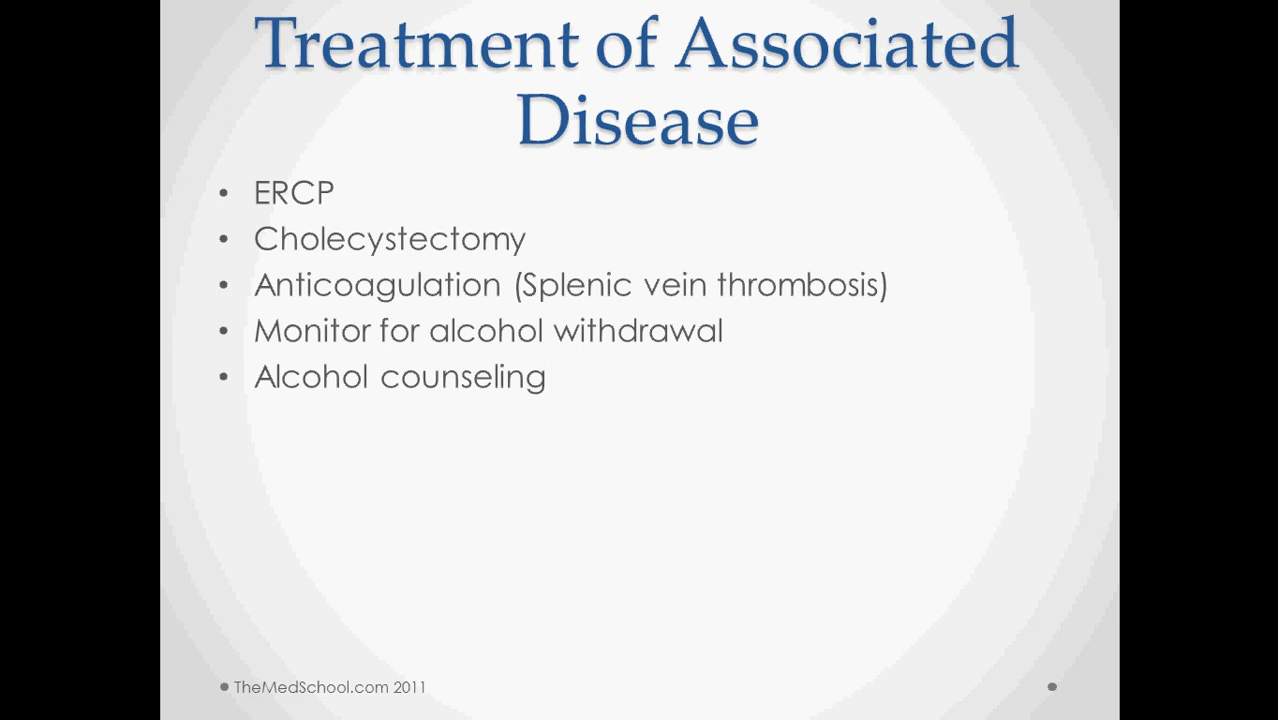 Treatment of Associated
Disease
• ERCP
• Cholecystectomy
• Anticoagulation (Splenic vein thrombosis)
• Monitor for alcohol withdrawal
• Alcohol counseling
TheMedSchool.com 2011